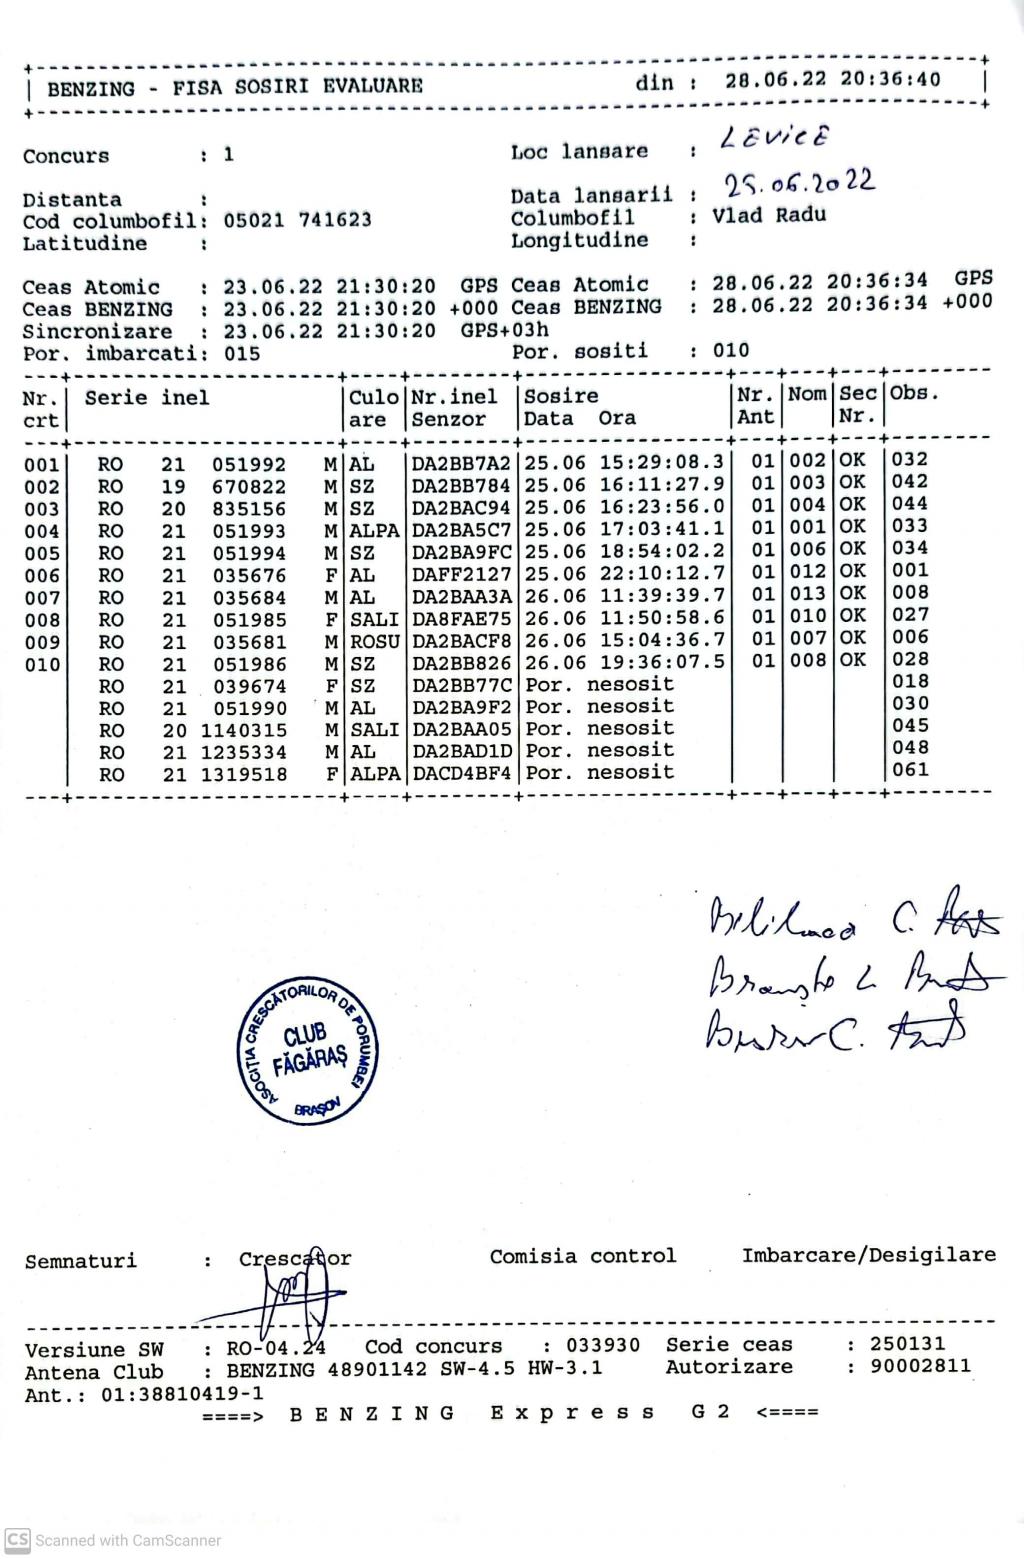 BENZING - FISA SOSIRI EVALUARE din : 28.06.22 20:36:40
Concurs : 1 Loc lansare : LEVICE
Distanta : Data lansarii : 25.06.2022
Cod columbofil: 05021 741623 Columbofil : Vlad Radu
Latitudine : Longitudine :
Ceas Atomic : 23.06.22 21:30:20 GPS Ceas Atomic : 28.06.22 20:36:34 GPS
Ceas BENZING : 23.06.22 21:30:20 +000 Ceas BENZING : 28.06.22 20:36:34 +000
Sincronizare : 23.06.22 21:30:20 GPS+03h
Por. imbarcati: 015 Por. sositi : 010
Nr. Serie inel Culo Nr.inel Sosire Nr. Nom Sec Obs.
crt are Senzor Data Ora Ant Nr.
001 RO 21 051992 M AL DA2BB7A2 25.06 15:29:08.3 01 002 OK 032
002 RO 19 670822 M SZ DA2BB784 25.06 16:11:27.9 01 003 OK 042
003 RO 20 835156 M SZ DA2BAC94 25.06 16:23:56.0 01 004 OK 044
004 RO 21 051993 M ALPA DA2BA5C7 25.06 17:03:41.1 01 001 OK 033
005 RO 21 051994 M SZ DA2BA9FC 25.06 18:54:02.2 01 006 OK 034
006 RO 21 035676 F AL DAFF2127 25.06 22:10:12.7 01 012 OK 001
007 RO 21 035684 M AL DA2BAA3A 26.06 11:39:39.7 01 013 OK 008
008 RO 21 051985 F SALI DA8FAE75 26.06 11:50:58.6 01 010 OK 027
009 RO 21 035681 M ROSU DA2BACF8 26.06 15:04:36.7 01 007 OK 006
010 RO 21 051986 M SZ DA2BB826 26.06 19:36:07.5 01 008 OK 028
RO 21 039674 F SZ DA2BB77C Por. nesosit 018
RO 21 051990 M AL DA2BA9F2 Por. nesosit 030
RO 20 1140315 M SALI DA2BAA05 Por. nesosit 045
RO 21 1235334 M AL DA2BAD1D Por. nesosit 048
RO 21 1319518 F ALPA DACD4BF4 Por. nesosit 061
C.
C.
ASOCIȚIA CRESCĂTORILOR DE PORUMBEI
CLUB
FĂGĂRAȘ
BRAȘOV
Semnaturi : Crescator Comisia control Imbarcare/Desigilare
Versiune SW : RO-04.24 Cod concurs : 033930 Serie ceas : 250131
Antena Club : BENZING 48901142 SW-4.5 HW-3.1 Autorizare : 90002811
Ant.: 01:38810419-1
====> B E N Z I N G E x p r e s s G 2 <====
CS Scanned with CamScanner